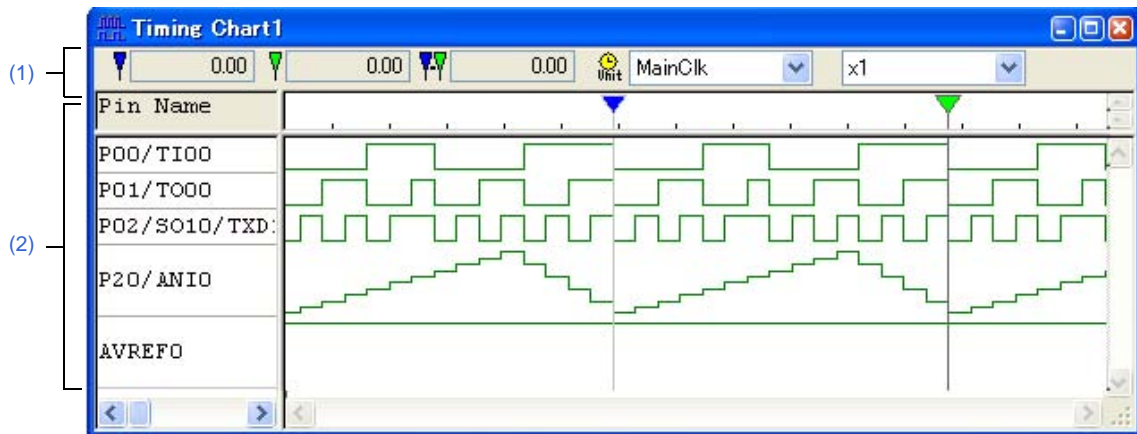 Timing Chart1
(1)
0.00 0.00 0.00 Unit MainClk x1
Pin Name
P00/TI00
P01/TO00
P02/SO10/TXD
(2)
P20/ANI0
AVREF0